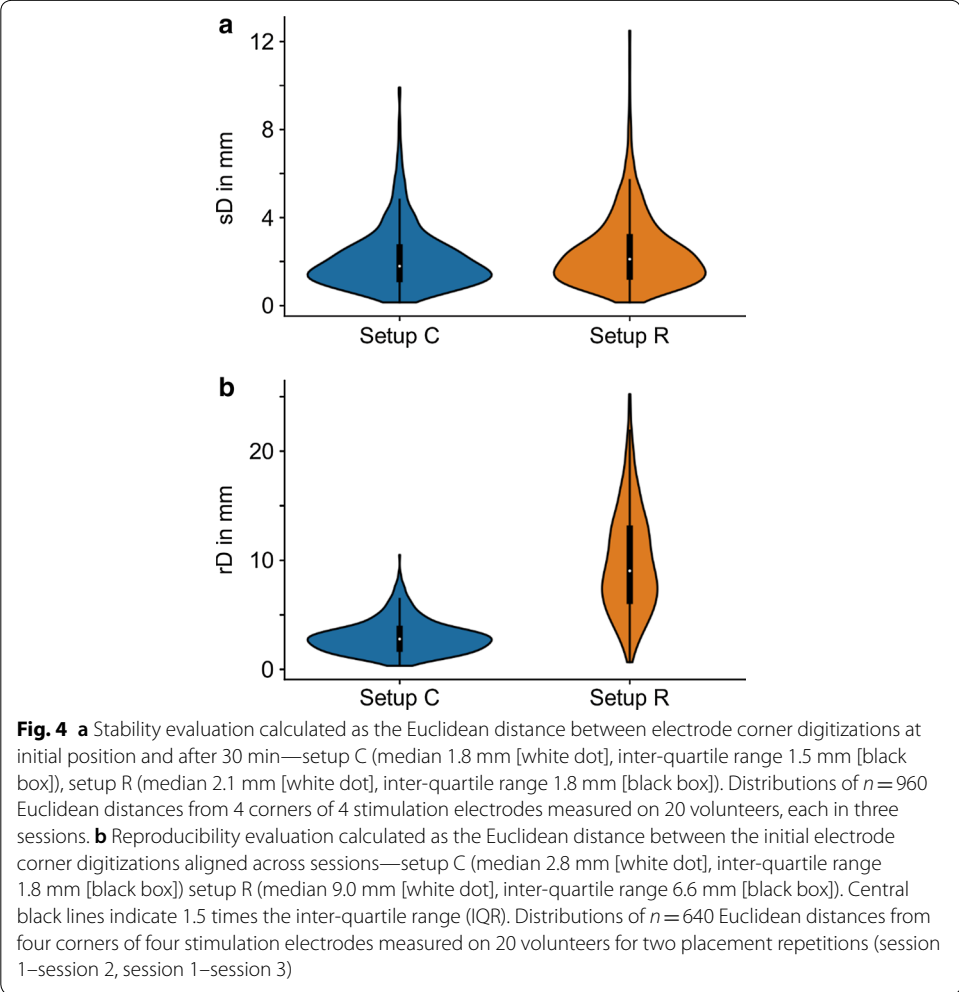 a
12
8
4
0
sD in mm
Setup C Setup R
b
20
10
0
rD in mm
Setup C Setup R
Fig. 4 a Stability evaluation calculated as the Euclidean distance between electrode corner digitizations at
initial position and after 30 min—setup C (median 1.8 mm [white dot], inter-quartile range 1.5 mm [black
box]), setup R (median 2.1 mm [white dot], inter-quartile range 1.8 mm [black box]). Distributions of n = 960
Euclidean distances from 4 corners of 4 stimulation electrodes measured on 20 volunteers, each in three
sessions. b Reproducibility evaluation calculated as the Euclidean distance between the initial electrode
corner digitizations aligned across sessions—setup C (median 2.8 mm [white dot], inter-quartile range
1.8 mm [black box]) setup R (median 9.0 mm [white dot], inter-quartile range 6.6 mm [black box]). Central
black lines indicate 1.5 times the inter-quartile range (IQR). Distributions of n = 640 Euclidean distances from
four corners of four stimulation electrodes measured on 20 volunteers for two placement repetitions (session
1–session 2, session 1–session 3)